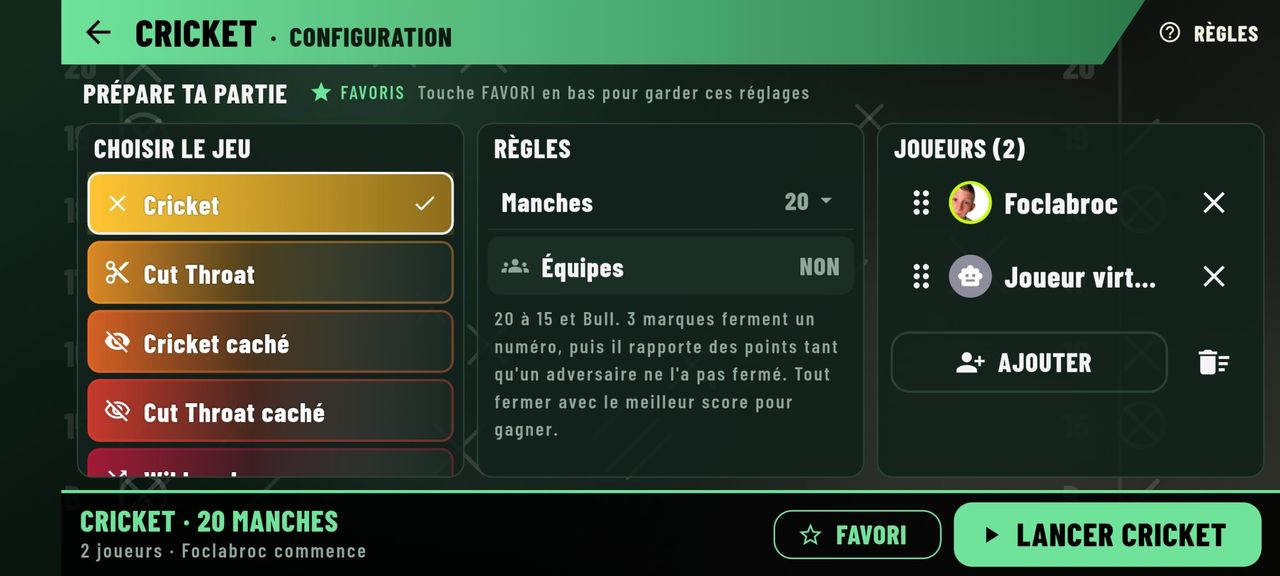 CRICKET · CONFIGURATION
RÈGLES
PRÉPARE TA PARTIE
FAVORIS Touche FAVORI en bas pour garder ces réglages
CHOISIR LE JEU
Cricket
Cut Throat
Cricket caché
Cut Throat caché
RÈGLES
Manches 20
Équipes NON
20 à 15 et Bull. 3 marques ferment un
numéro, puis il rapporte des points tant
qu'un adversaire ne l'a pas fermé. Tout
fermer avec le meilleur score pour
gagner.
JOUEURS (2)
Foclabroc
Joueur virt...
AJOUTER
CRICKET · 20 MANCHES
2 joueurs · Foclabroc commence
FAVORI
LANCER CRICKET